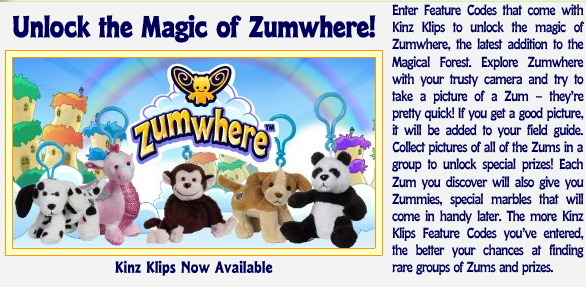 Unlock the Magic of Zumwhere!
zumwhere™
Kinz Klips Now Available
Enter Feature Codes that come with
Kinz Klips to unlock the magic of
Zumwhere, the latest addition to the
Magical Forest. Explore Zumwhere
with your trusty camera and try to
take a picture of a Zum – they're
pretty quick! If you get a good picture,
it will be added to your field guide.
Collect pictures of all of the Zums in a
group to unlock special prizes! Each
Zum you discover will also give you
Zummies, special marbles that will
come in handy later. The more Kinz
Klips Feature Codes you've entered,
the better your chances at finding
rare groups of Zums and prizes.